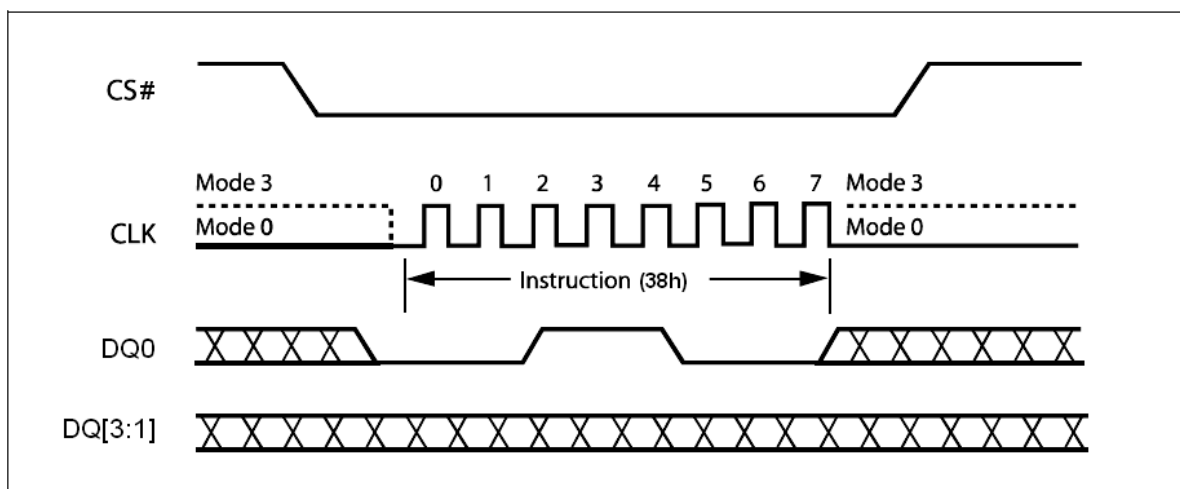 CS#
Mode 3 0 1 2 3 4 5 6 7 Mode 3
CLK Mode 0 Mode 0
Instruction (38h)
DQ0
DQ[3:1]